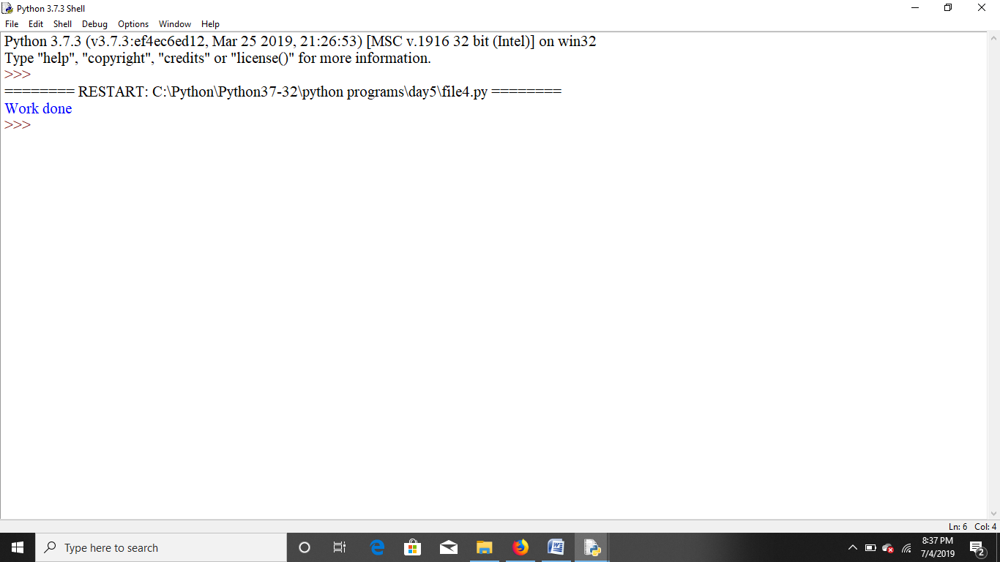 Python 3.7.3 Shell
File Edit Shell Debug Options Window Help
Python 3.7.3 (v3.7.3:ef4ec6ed12, Mar 25 2019, 21:26:53) [MSC v.1916 32 bit (Intel)] on win32
Type "help", "copyright", "credits" or "license()" for more information.
>>>
======== RESTART: C:\Python\Python37-32\python programs\day5\file4.py ========
Work done
>>>
Ln: 6 Col: 4
Type here to search
8:37 PM
7/4/2019
2